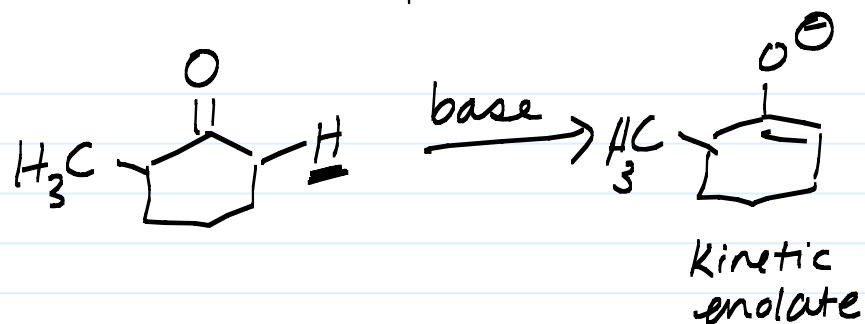 O
H₃C
H
base
O⊖
H₃C
Kinetic
enolate